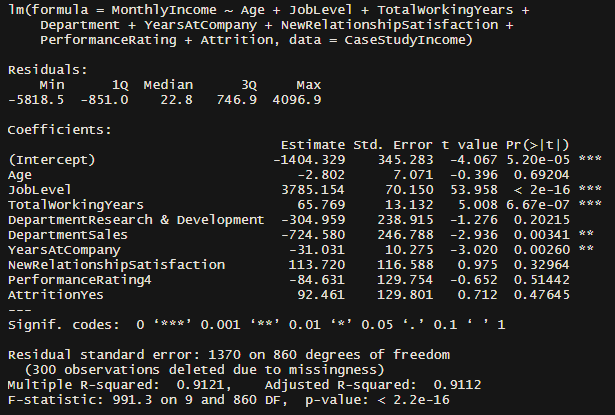 lm(formula = MonthlyIncome ~ Age + JobLevel + TotalWorkingYears +
    Department + YearsAtCompany + NewRelationshipSatisfaction +
    PerformanceRating + Attrition, data = CaseStudyIncome)
Residuals:
    Min      1Q  Median      3Q     Max
-5818.5  -851.0    22.8   746.9  4096.9
Coefficients:
                                  Estimate Std. Error t value Pr(>|t|)
(Intercept)                      -1404.329    345.283  -4.067 5.20e-05 ***
Age                                 -2.802      7.071  -0.396  0.69204
JobLevel                          3785.154     70.150  53.958  < 2e-16 ***
TotalWorkingYears                   65.769     13.132   5.008 6.67e-07 ***
DepartmentResearch & Development  -304.959    238.915  -1.276  0.20215
DepartmentSales                   -724.580    246.788  -2.936  0.00341 **
YearsAtCompany                     -31.031     10.275  -3.020  0.00260 **
NewRelationshipSatisfaction        113.720    116.588   0.975  0.32964
PerformanceRating4                 -84.631    129.754  -0.652  0.51442
AttritionYes                        92.461    129.801   0.712  0.47645
---
Signif. codes:  0 ‘***’ 0.001 ‘**’ 0.01 ‘*’ 0.05 ‘.’ 0.1 ‘ ’ 1
Residual standard error: 1370 on 860 degrees of freedom
  (300 observations deleted due to missingness)
Multiple R-squared:  0.9121,    Adjusted R-squared:  0.9112
F-statistic: 991.3 on 9 and 860 DF,  p-value: < 2.2e-16